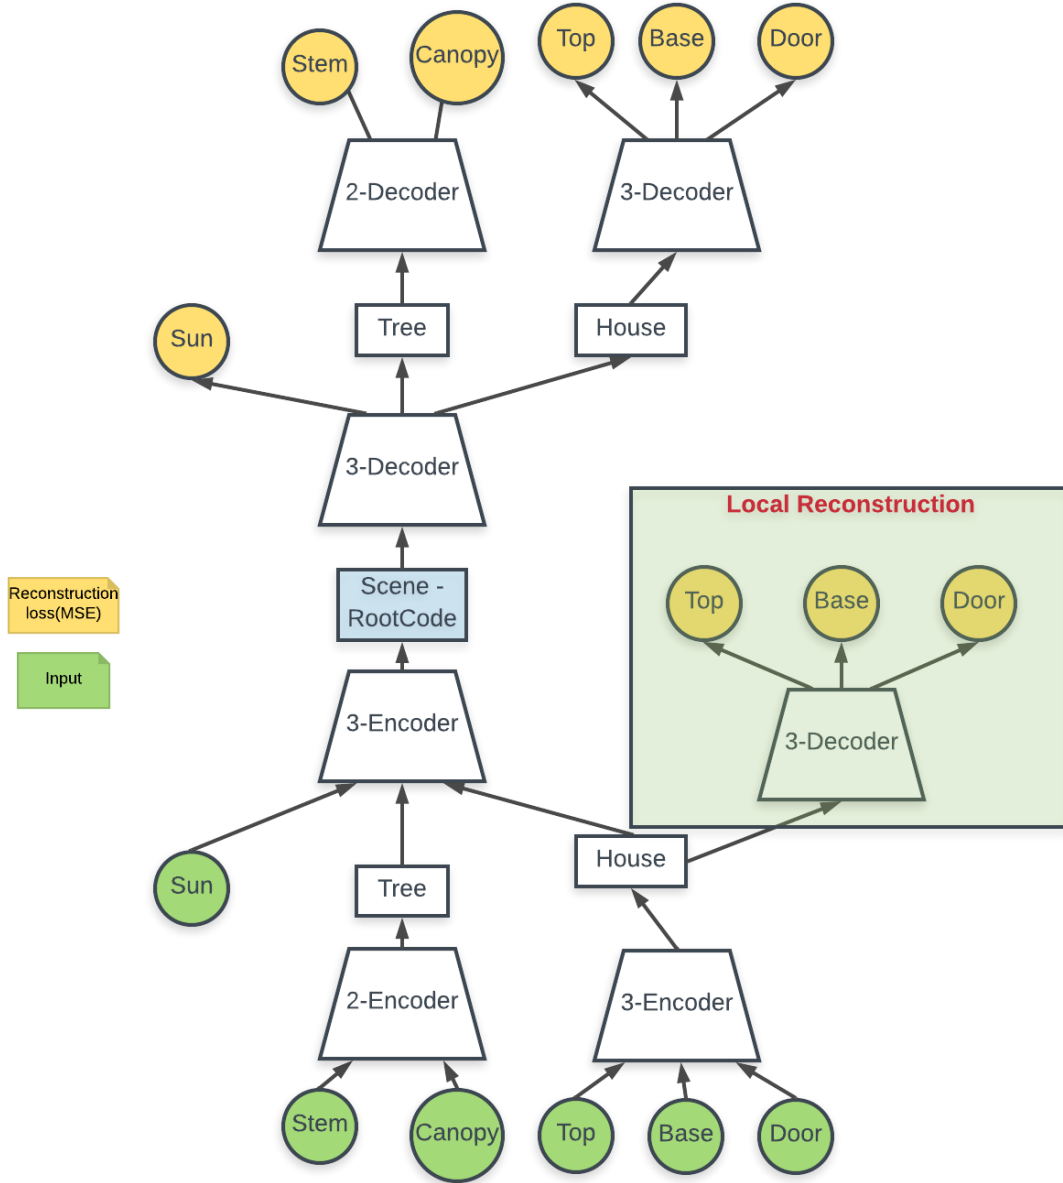 Stem
Canopy
Top
Base
Door
2-Decoder
3-Decoder
Tree
House
Sun
3-Decoder
Local Reconstruction
Scene -
RootCode
Reconstruction
loss(MSE)
Top
Base
Door
Input
3-Encoder
3-Decoder
House
Sun
Tree
2-Encoder
3-Encoder
Stem
Canopy
Top
Base
Door